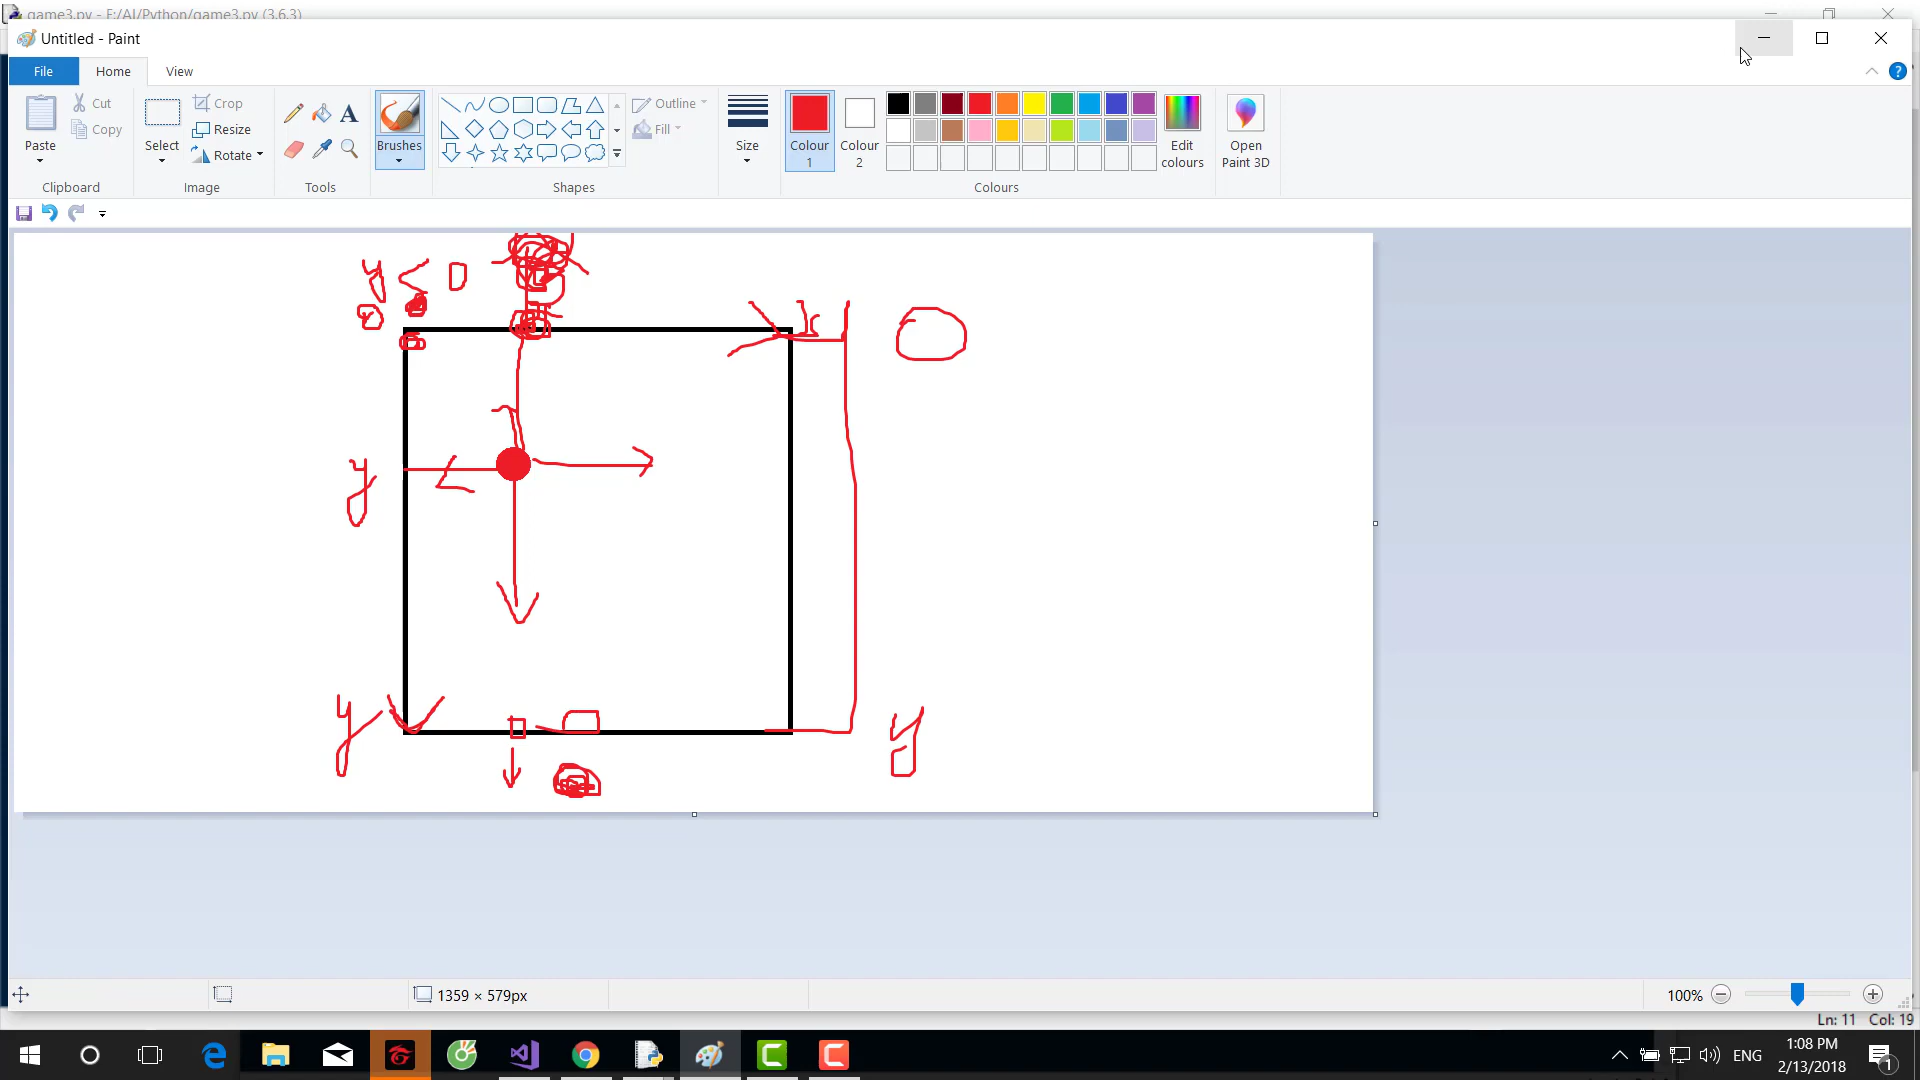 game3.py - F:/AI/Python/game3.py (3.6.3)
Untitled - Paint
File Home View
Paste Cut Copy Clipboard
Select Crop Resize Rotate Image
Tools
Brushes
Shapes
Outline
Fill
Size
Colour 1
Colour 2
Edit colours
Open Paint 3D
Colours
y < 0
y
y
y
1359 × 579px
100%
Ln: 11 Col: 19
ENG
1:08 PM
2/13/2018
1